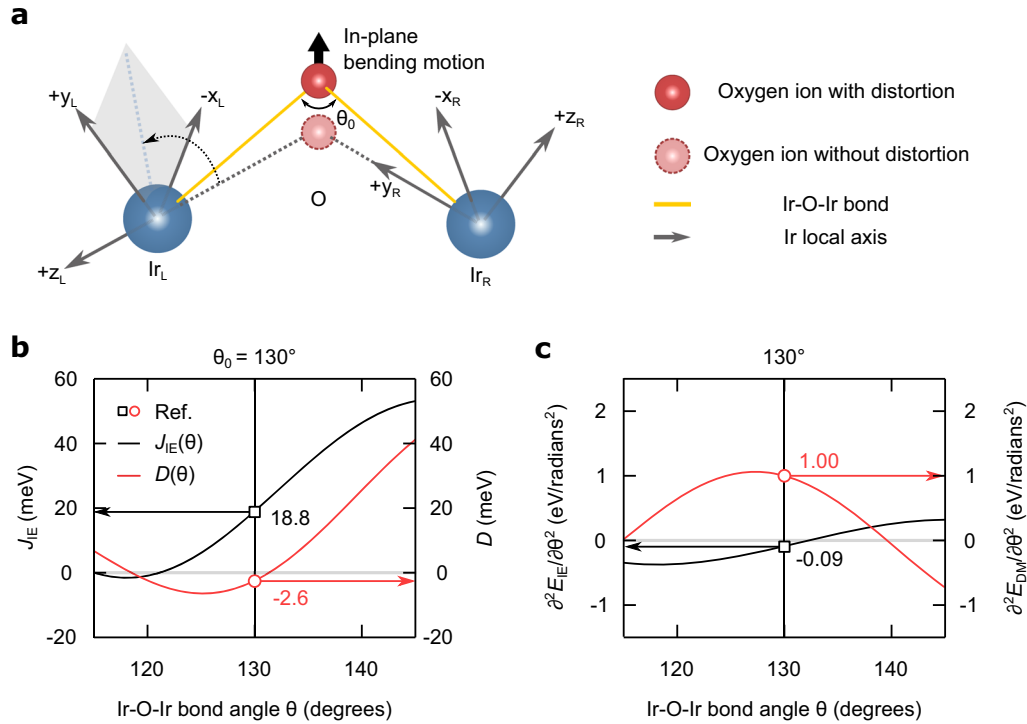 a
In-plane
bending motion
+y_L
-x_L
θ₀
-x_R
+z_R
+y_R
O
+z_L
Ir_L
Ir_R
Oxygen ion with distortion
Oxygen ion without distortion
Ir-O-Ir bond
Ir local axis
b
θ₀ = 130°
60
40
20
0
-20
J_IE (meV)
Ref.
J_IE(θ)
D(θ)
18.8
-2.6
60
40
20
0
-20
D (meV)
120
130
140
Ir-O-Ir bond angle θ (degrees)
c
130°
2
1
0
-1
∂²E_IE/∂θ² (eV/radians²)
1.00
-0.09
2
1
0
-1
∂²E_DM/∂θ² (eV/radians²)
120
130
140
Ir-O-Ir bond angle θ (degrees)